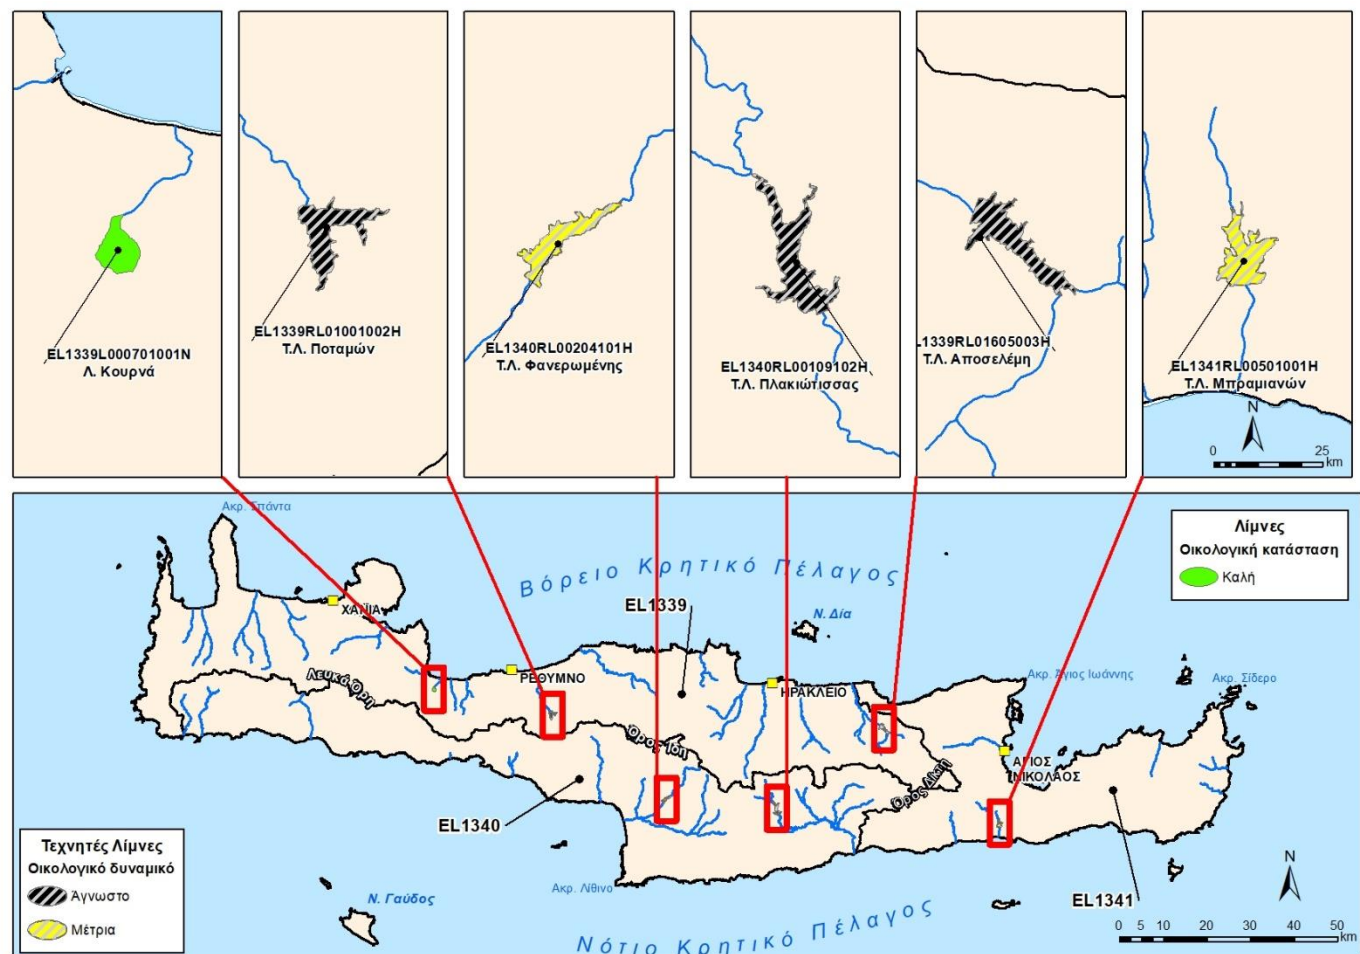 EL1339L000701001N
Λ. Κουρνά
EL1339RL01001002H
Τ.Λ. Ποταμών
EL1340RL00204101H
Τ.Λ. Φανερωμένης
EL1340RL00109102H
Τ.Λ. Πλακιώτισσας
L1339RL01605003H
Τ.Λ. Αποσελέμη
EL1341RL00501001H
Τ.Λ. Μπραμιανών
N
0 25
km
Ακρ. Σπάντα
Βόρειο Κρητικό Πέλαγος
Λίμνες
Οικολογική κατάσταση
Καλή
ΧΑΝΙΑ
EL1339
Ν. Δία
Λευκά Όρη
ΡΕΘΥΜΝΟ
ΗΡΑΚΛΕΙΟ
Ακρ. Άγιος Ιωάννης
Ακρ. Σίδερο
Όρος Ίδη
Όρος Δίκτη
ΑΓΙΟΣ
ΝΙΚΟΛΑΟΣ
EL1340
EL1341
Τεχνητές Λίμνες
Οικολογικό δυναμικό
Άγνωστο
Μέτρια
Ν. Γαύδος
Ακρ. Λίθινο
Νότιο Κρητικό Πέλαγος
N
0 5 10 20 30 40 50
km